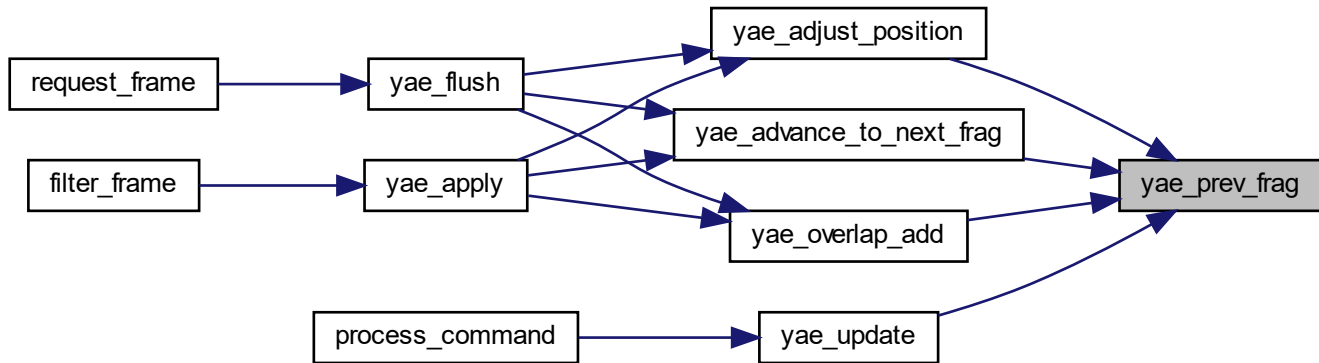 yae_adjust_position
request_frame
yae_flush
yae_advance_to_next_frag
filter_frame
yae_apply
yae_prev_frag
yae_overlap_add
process_command
yae_update